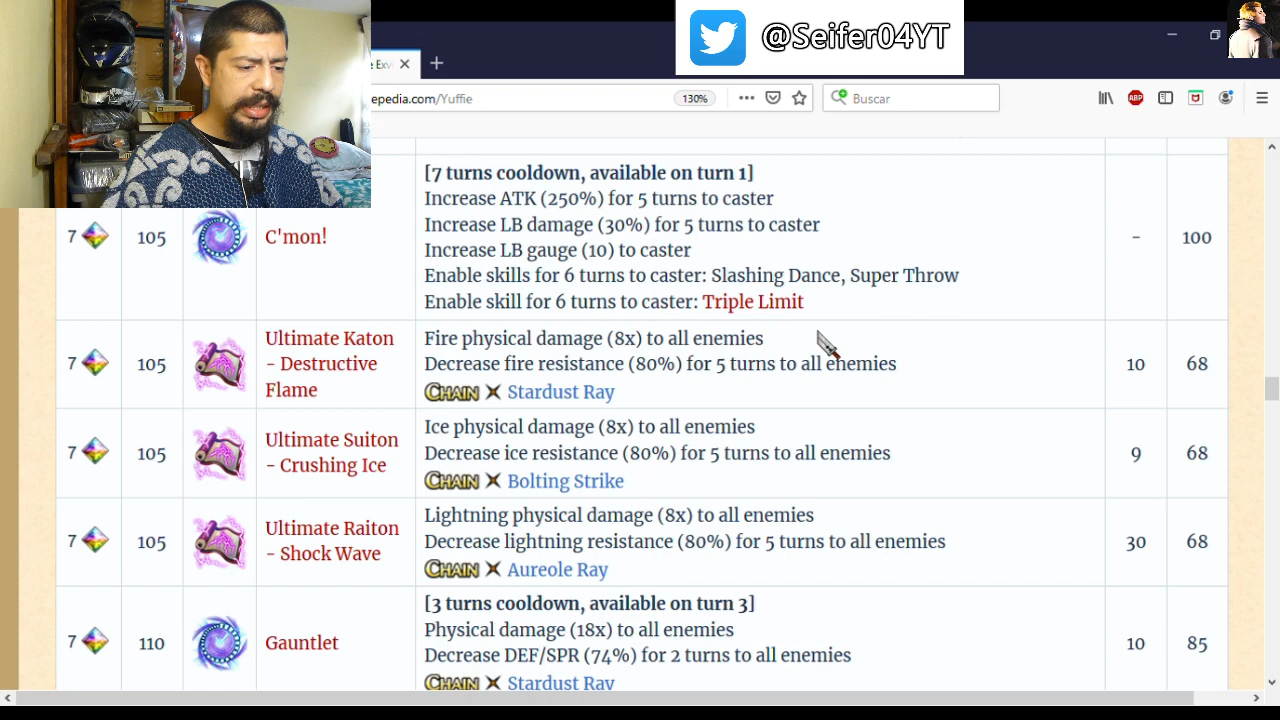 @Seifer04YT
Exv
epedia.com/Yuffie
130%
Buscar
ABP
[7 turns cooldown, available on turn 1]
Increase ATK (250%) for 5 turns to caster
Increase LB damage (30%) for 5 turns to caster
7 105 C'mon! Increase LB gauge (10) to caster - 100
Enable skills for 6 turns to caster: Slashing Dance, Super Throw
Enable skill for 6 turns to caster: Triple Limit
Ultimate Katon Fire physical damage (8x) to all enemies
7 105 - Destructive Decrease fire resistance (80%) for 5 turns to all enemies 10 68
Flame CHAIN Stardust Ray
Ultimate Suiton Ice physical damage (8x) to all enemies
7 105 - Crushing Ice Decrease ice resistance (80%) for 5 turns to all enemies 9 68
CHAIN Bolting Strike
Ultimate Raiton Lightning physical damage (8x) to all enemies
7 105 - Shock Wave Decrease lightning resistance (80%) for 5 turns to all enemies 30 68
CHAIN Aureole Ray
[3 turns cooldown, available on turn 3]
7 110 Gauntlet Physical damage (18x) to all enemies 10 85
Decrease DEF/SPR (74%) for 2 turns to all enemies
CHAIN Stardust Ray